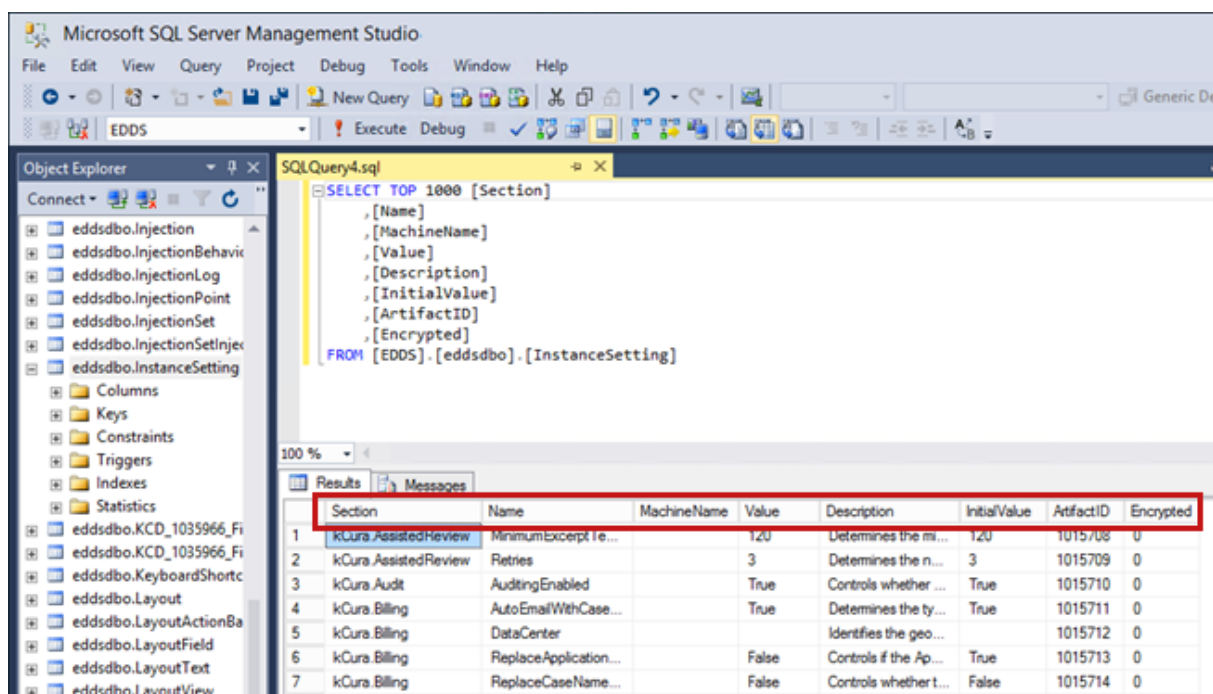 Microsoft SQL Server Management Studio
File Edit View Query Project Debug Tools Window Help
New Query Generic De
EDDS Execute Debug
Object Explorer
Connect
eddsdbo.Injection
eddsdbo.InjectionBehavio
eddsdbo.InjectionLog
eddsdbo.InjectionPoint
eddsdbo.InjectionSet
eddsdbo.InjectionSetInjec
eddsdbo.InstanceSetting
Columns
Keys
Constraints
Triggers
Indexes
Statistics
eddsdbo.KCD_1035966_Fi
eddsdbo.KCD_1035966_Fi
eddsdbo.KeyboardShortc
eddsdbo.Layout
eddsdbo.LayoutActionBa
eddsdbo.LayoutField
eddsdbo.LayoutText
eddsdbo.LayoutView
SQLQuery4.sql
SELECT TOP 1000 [Section]
,[Name]
,[MachineName]
,[Value]
,[Description]
,[InitialValue]
,[ArtifactID]
,[Encrypted]
FROM [EDDS].[eddsdbo].[InstanceSetting]
100 %
Results Messages
Section Name MachineName Value Description InitialValue ArtifactID Encrypted
1 kCura.AssistedReview MinimumExcerptTe... 120 Determines the mi... 120 1015708 0
2 kCura.AssistedReview Retries 3 Determines the n... 3 1015709 0
3 kCura.Audit AuditingEnabled True Controls whether ... True 1015710 0
4 kCura.Billing AutoEmailWithCase... True Determines the ty... True 1015711 0
5 kCura.Billing DataCenter Identifies the geo... 1015712 0
6 kCura.Billing ReplaceApplication... False Controls if the Ap... True 1015713 0
7 kCura.Billing ReplaceCaseName... False Controls whether t... False 1015714 0